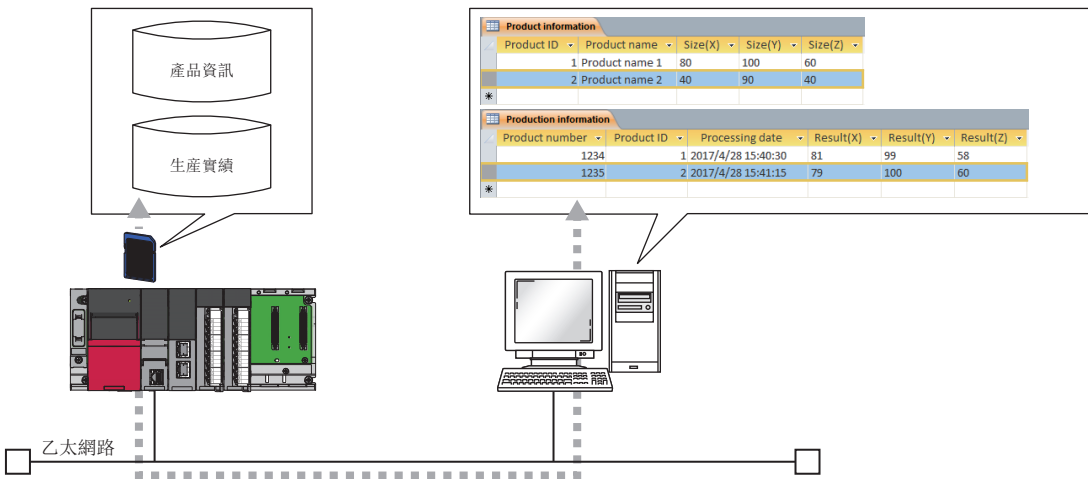 產品資訊
生產實績
Product information
Product ID Product name Size(X) Size(Y) Size(Z)
1 Product name 1 80 100 60
2 Product name 2 40 90 40
Production information
Product number Product ID Processing date Result(X) Result(Y) Result(Z)
1234 1 2017/4/28 15:40:30 81 99 58
1235 2 2017/4/28 15:41:15 79 100 60
乙太網路